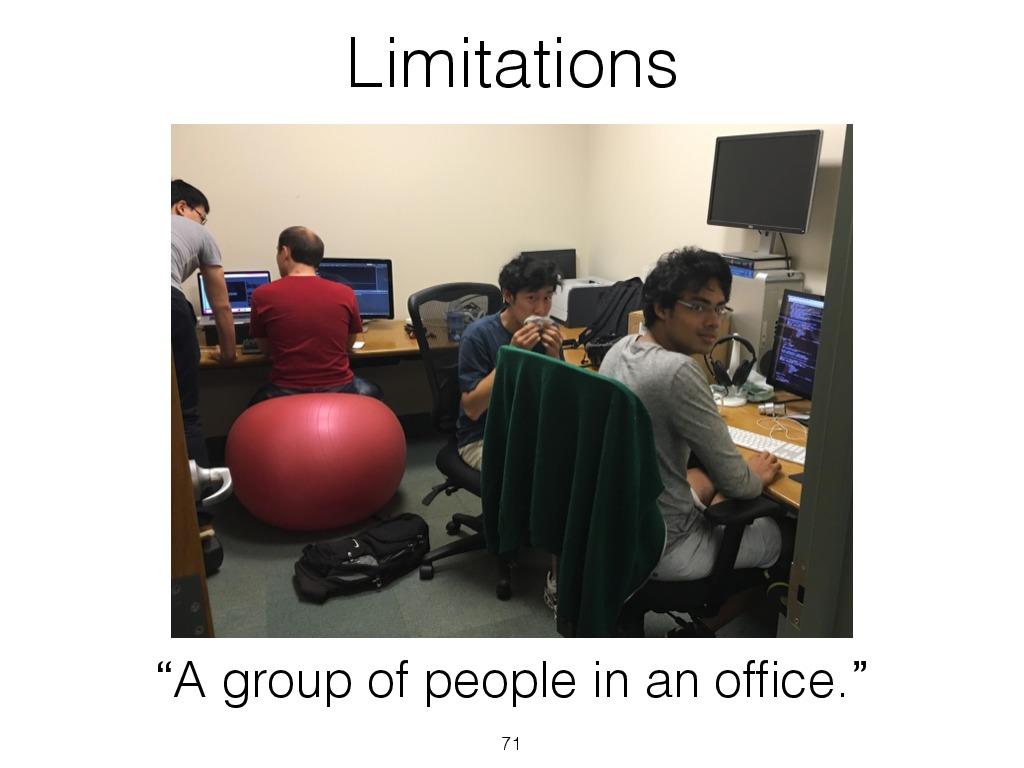 Limitations
“A group of people in an office.”
71